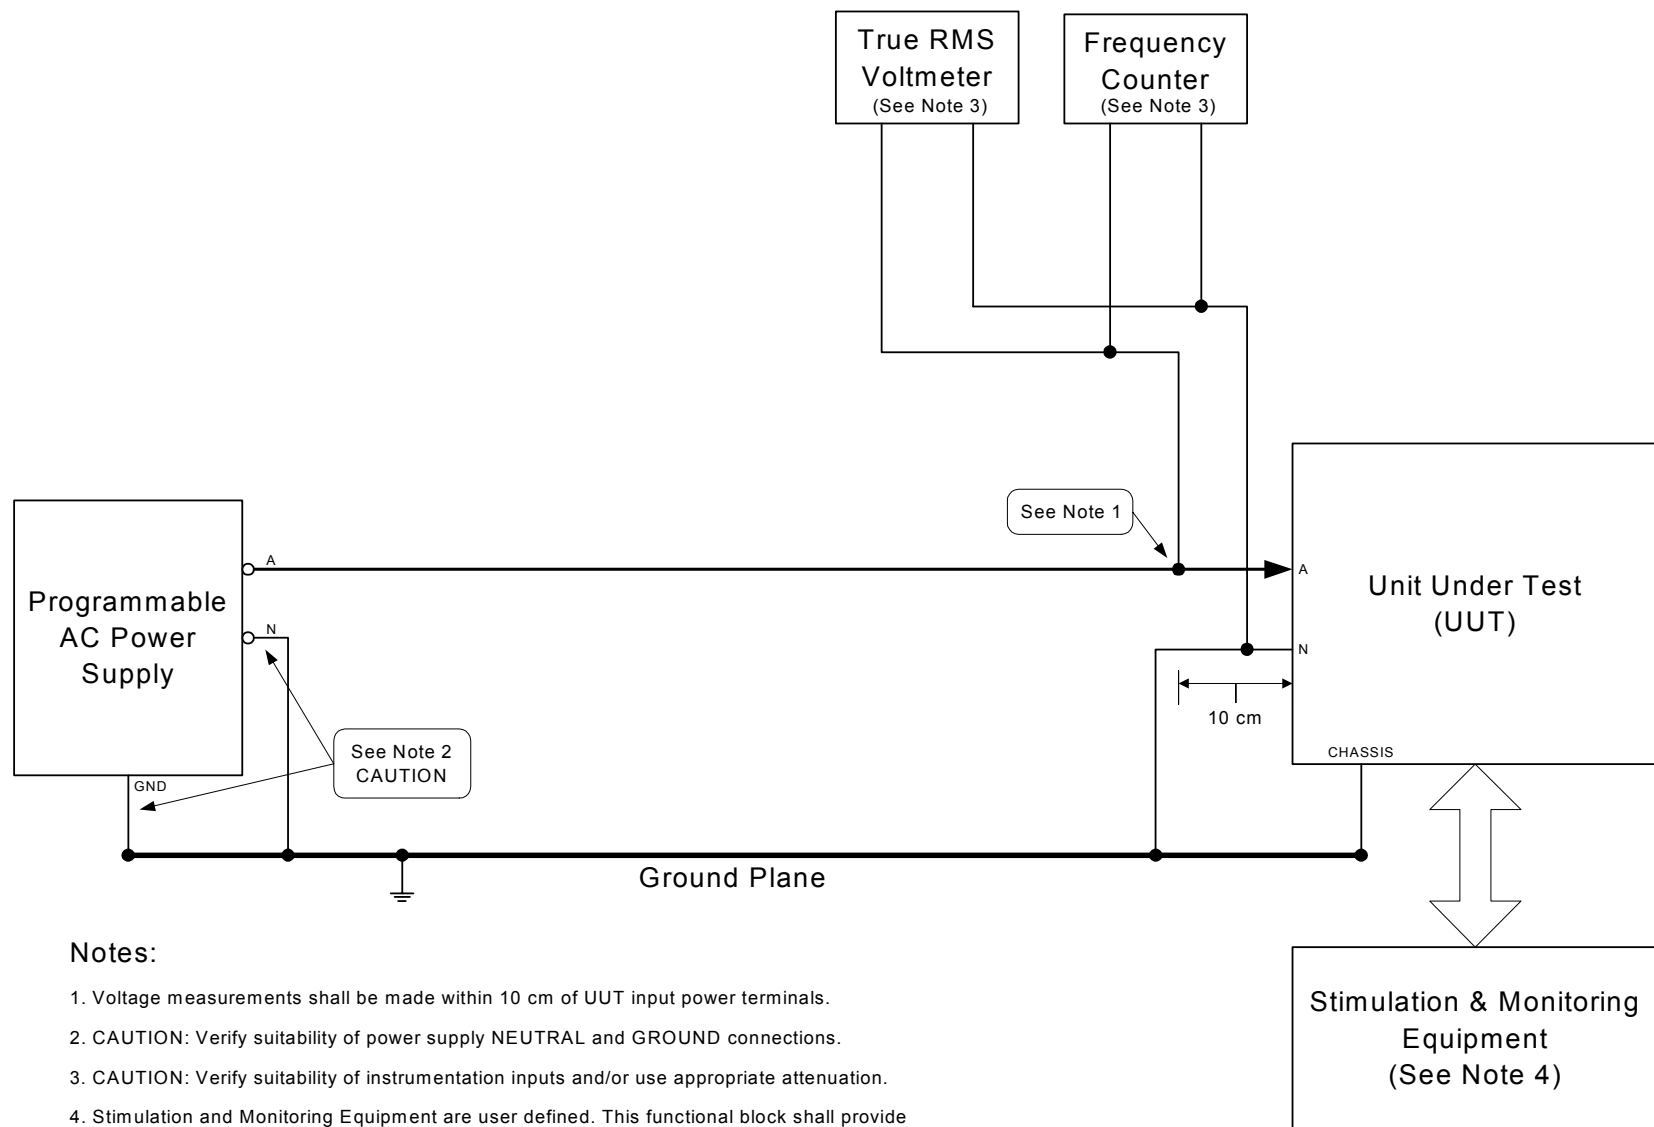 True RMS
Voltmeter
(See Note 3)
Frequency
Counter
(See Note 3)
See Note 1
A
A
Programmable
AC Power
Supply
N
Unit Under Test
(UUT)
N
10 cm
See Note 2
CAUTION
CHASSIS
GND
Ground Plane
Notes:
1. Voltage measurements shall be made within 10 cm of UUT input power terminals.
2. CAUTION: Verify suitability of power supply NEUTRAL and GROUND connections.
3. CAUTION: Verify suitability of instrumentation inputs and/or use appropriate attenuation.
4. Stimulation and Monitoring Equipment are user defined. This functional block shall provide
Stimulation & Monitoring
Equipment
(See Note 4)